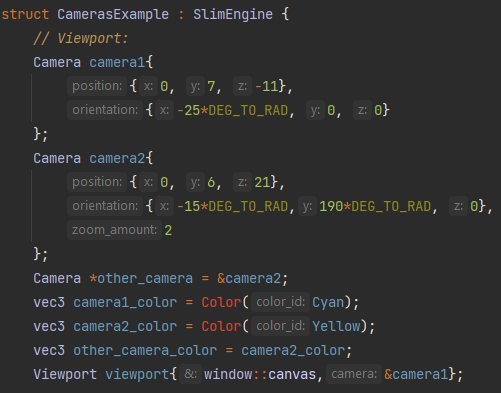 struct CamerasExample : SlimEngine {
// Viewport:
Camera camera1{
position: { x: 0, y: 7, z: -11},
orientation: { x: -25*DEG_TO_RAD, y: 0, z: 0}
};
Camera camera2{
position: { x: 0, y: 6, z: 21},
orientation: { x: -15*DEG_TO_RAD, y: 190*DEG_TO_RAD, z: 0},
zoom_amount: 2
};
Camera *other_camera = &camera2;
vec3 camera1_color = Color( color_id: Cyan);
vec3 camera2_color = Color( color_id: Yellow);
vec3 other_camera_color = camera2_color;
Viewport viewport{ &: window::canvas, camera: &camera1};